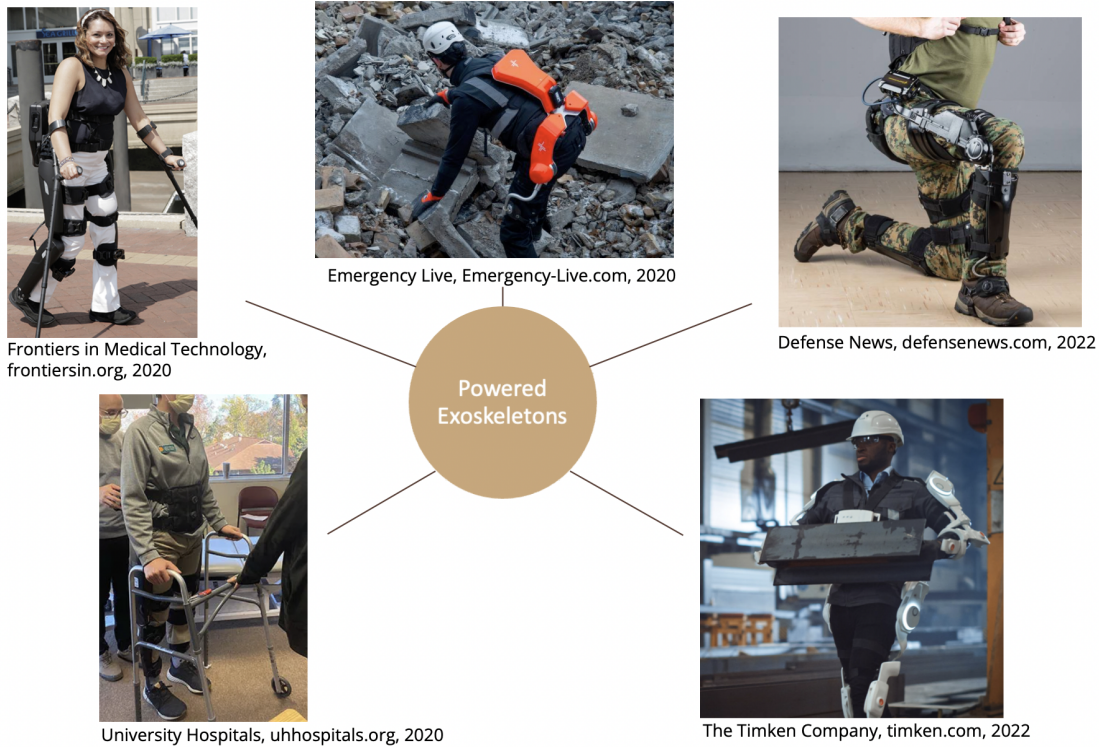 Emergency Live, Emergency-Live.com, 2020
Frontiers in Medical Technology,
frontiersin.org, 2020
Defense News, defensenews.com, 2022
Powered
Exoskeletons
University Hospitals, uhhospitals.org, 2020
The Timken Company, timken.com, 2022